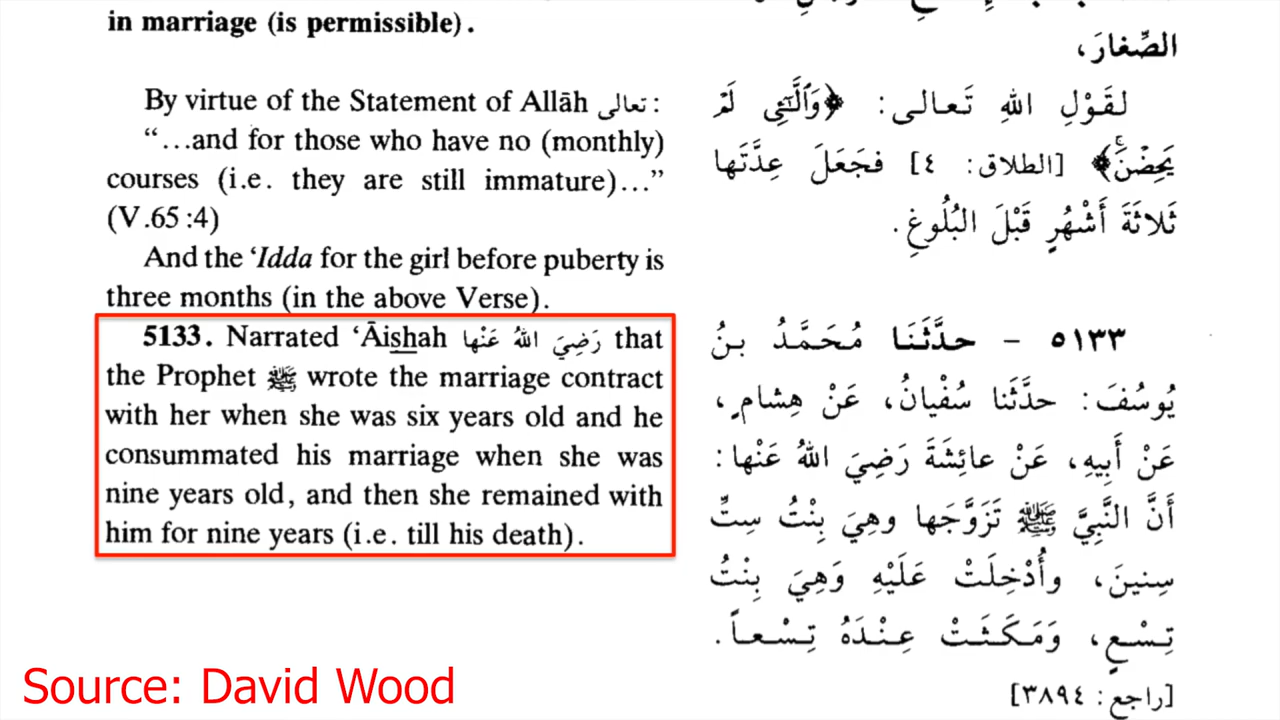 in marriage (is permissible).
By virtue of the Statement of Allāh تعالى :
“…and for those who have no (monthly)
courses (i.e. they are still immature)…”
(V.65:4)
And the ‘Idda for the girl before puberty is
three months (in the above Verse).
5133. Narrated ‘Āishah رَضِيَ اللهُ عَنْها that
the Prophet ﷺ wrote the marriage contract
with her when she was six years old and he
consummated his marriage when she was
nine years old, and then she remained with
him for nine years (i.e. till his death).
الصِّغارَ،
لقَوْلِ اللهِ تَعالى: ﴿وَٱلَّٰٓـِٔي لَمْ
يَحِضْنَۚ﴾ [الطلاق: ٤] فجَعَلَ عِدَّتَها
ثَلاثَةَ أَشْهُرٍ قَبْلَ البُلُوغِ.
٥١٣٣ - حدَّثَنَا مُحَمَّدُ بنُ
يُوسُفَ: حدَّثَنا سُفْيانُ، عَنْ هِشامٍ،
عَنْ أَبِيهِ، عَنْ عائِشَةَ رَضِيَ اللهُ عَنْها:
أَنَّ النَّبِيَّ ﷺ تَزَوَّجَها وهِيَ بِنْتُ سِتِّ
سِنينَ، وأُدْخِلَتْ عَلَيْهِ وَهِيَ بِنْتُ
تِسْعٍ، وَمَكَثَتْ عِنْدَهُ تِسْعاً.
[راجع: ٣٨٩٤]
Source: David Wood